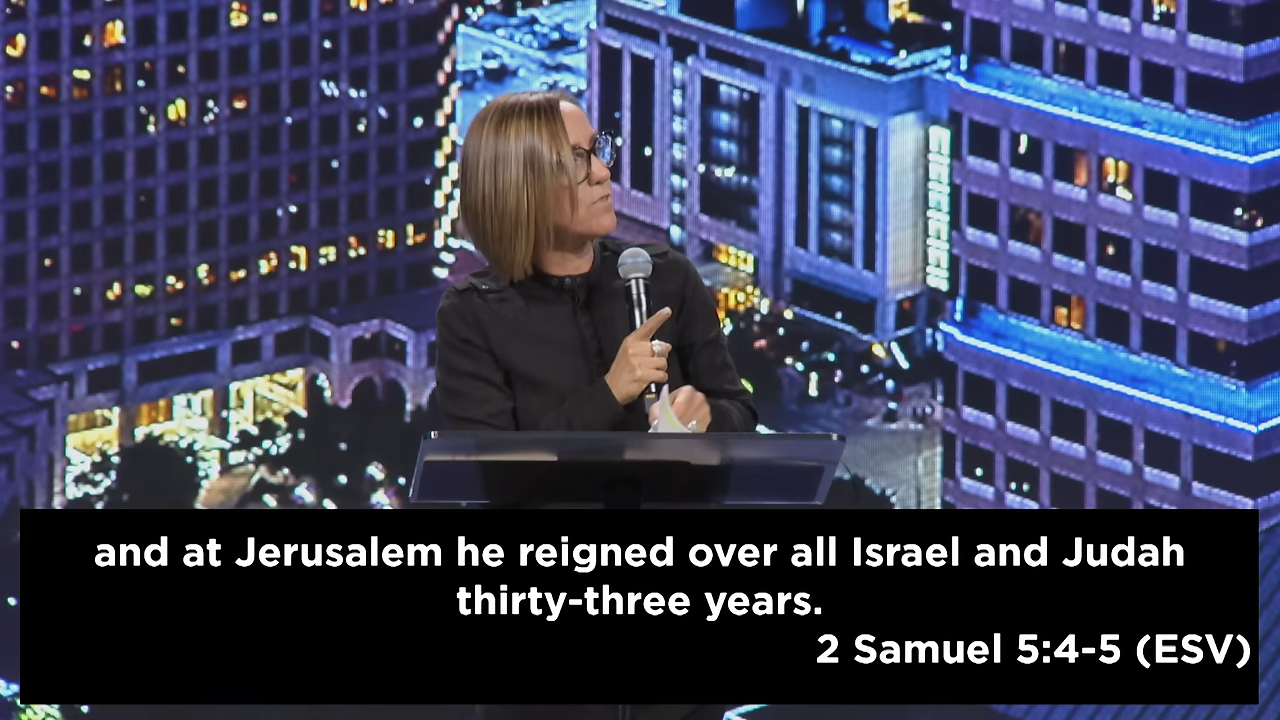 and at Jerusalem he reigned over all Israel and Judah
thirty-three years.
2 Samuel 5:4-5 (ESV)